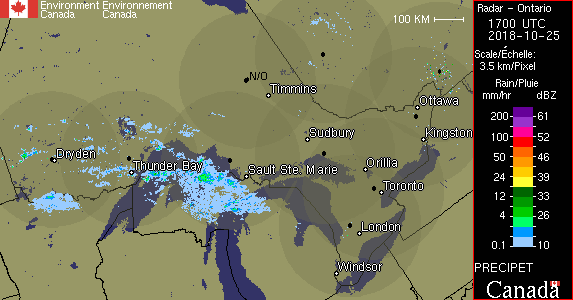 Environment Environnement
Canada Canada
100 KM
N/O
Timmins
Ottawa
Sudbury
Kingston
Dryden
Thunder Bay
Sault Ste. Marie
Orillia
Toronto
London
Windsor
Radar - Ontario
1700 UTC
2018-10-25
Scale/Échelle:
3.5 km/Pixel
Rain/Pluie
mm/hr dBZ
200 61
100 52
50 46
24 39
12 33
4 26
0.1 10
PRECIPET
Canada